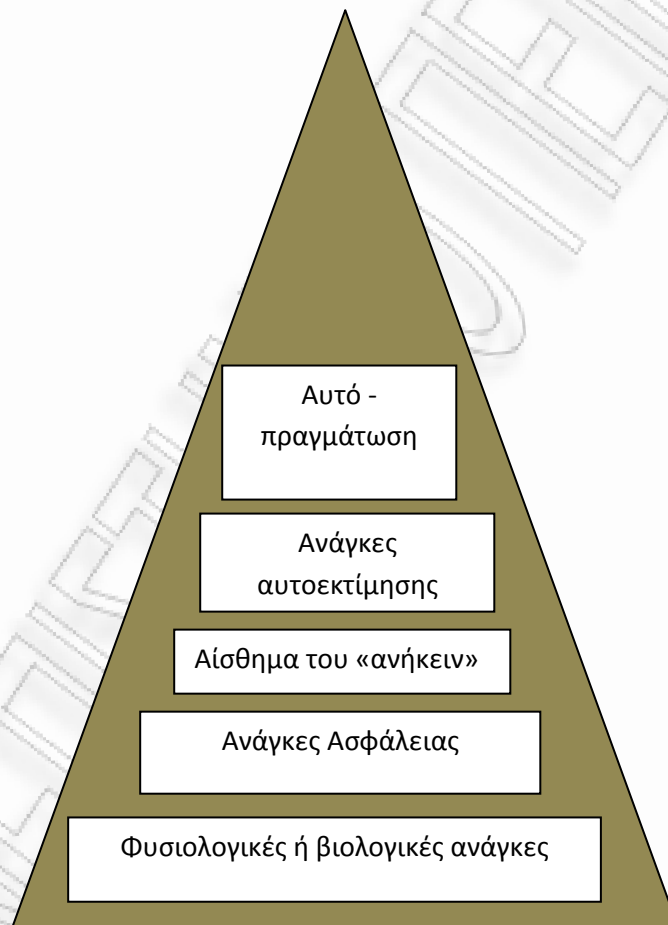 Αυτό -
πραγμάτωση
Ανάγκες
αυτοεκτίμησης
Αίσθημα του «ανήκειν»
Ανάγκες Ασφάλειας
Φυσιολογικές ή βιολογικές ανάγκες